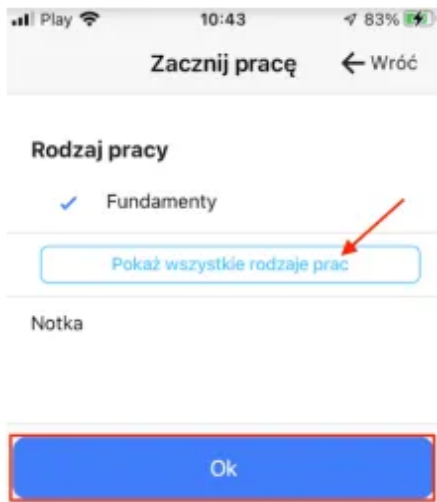 Play 10:43 83%
Zacznij pracę Wróć
Rodzaj pracy
Fundamenty
Pokaż wszystkie rodzaje prac
Notka
Ok